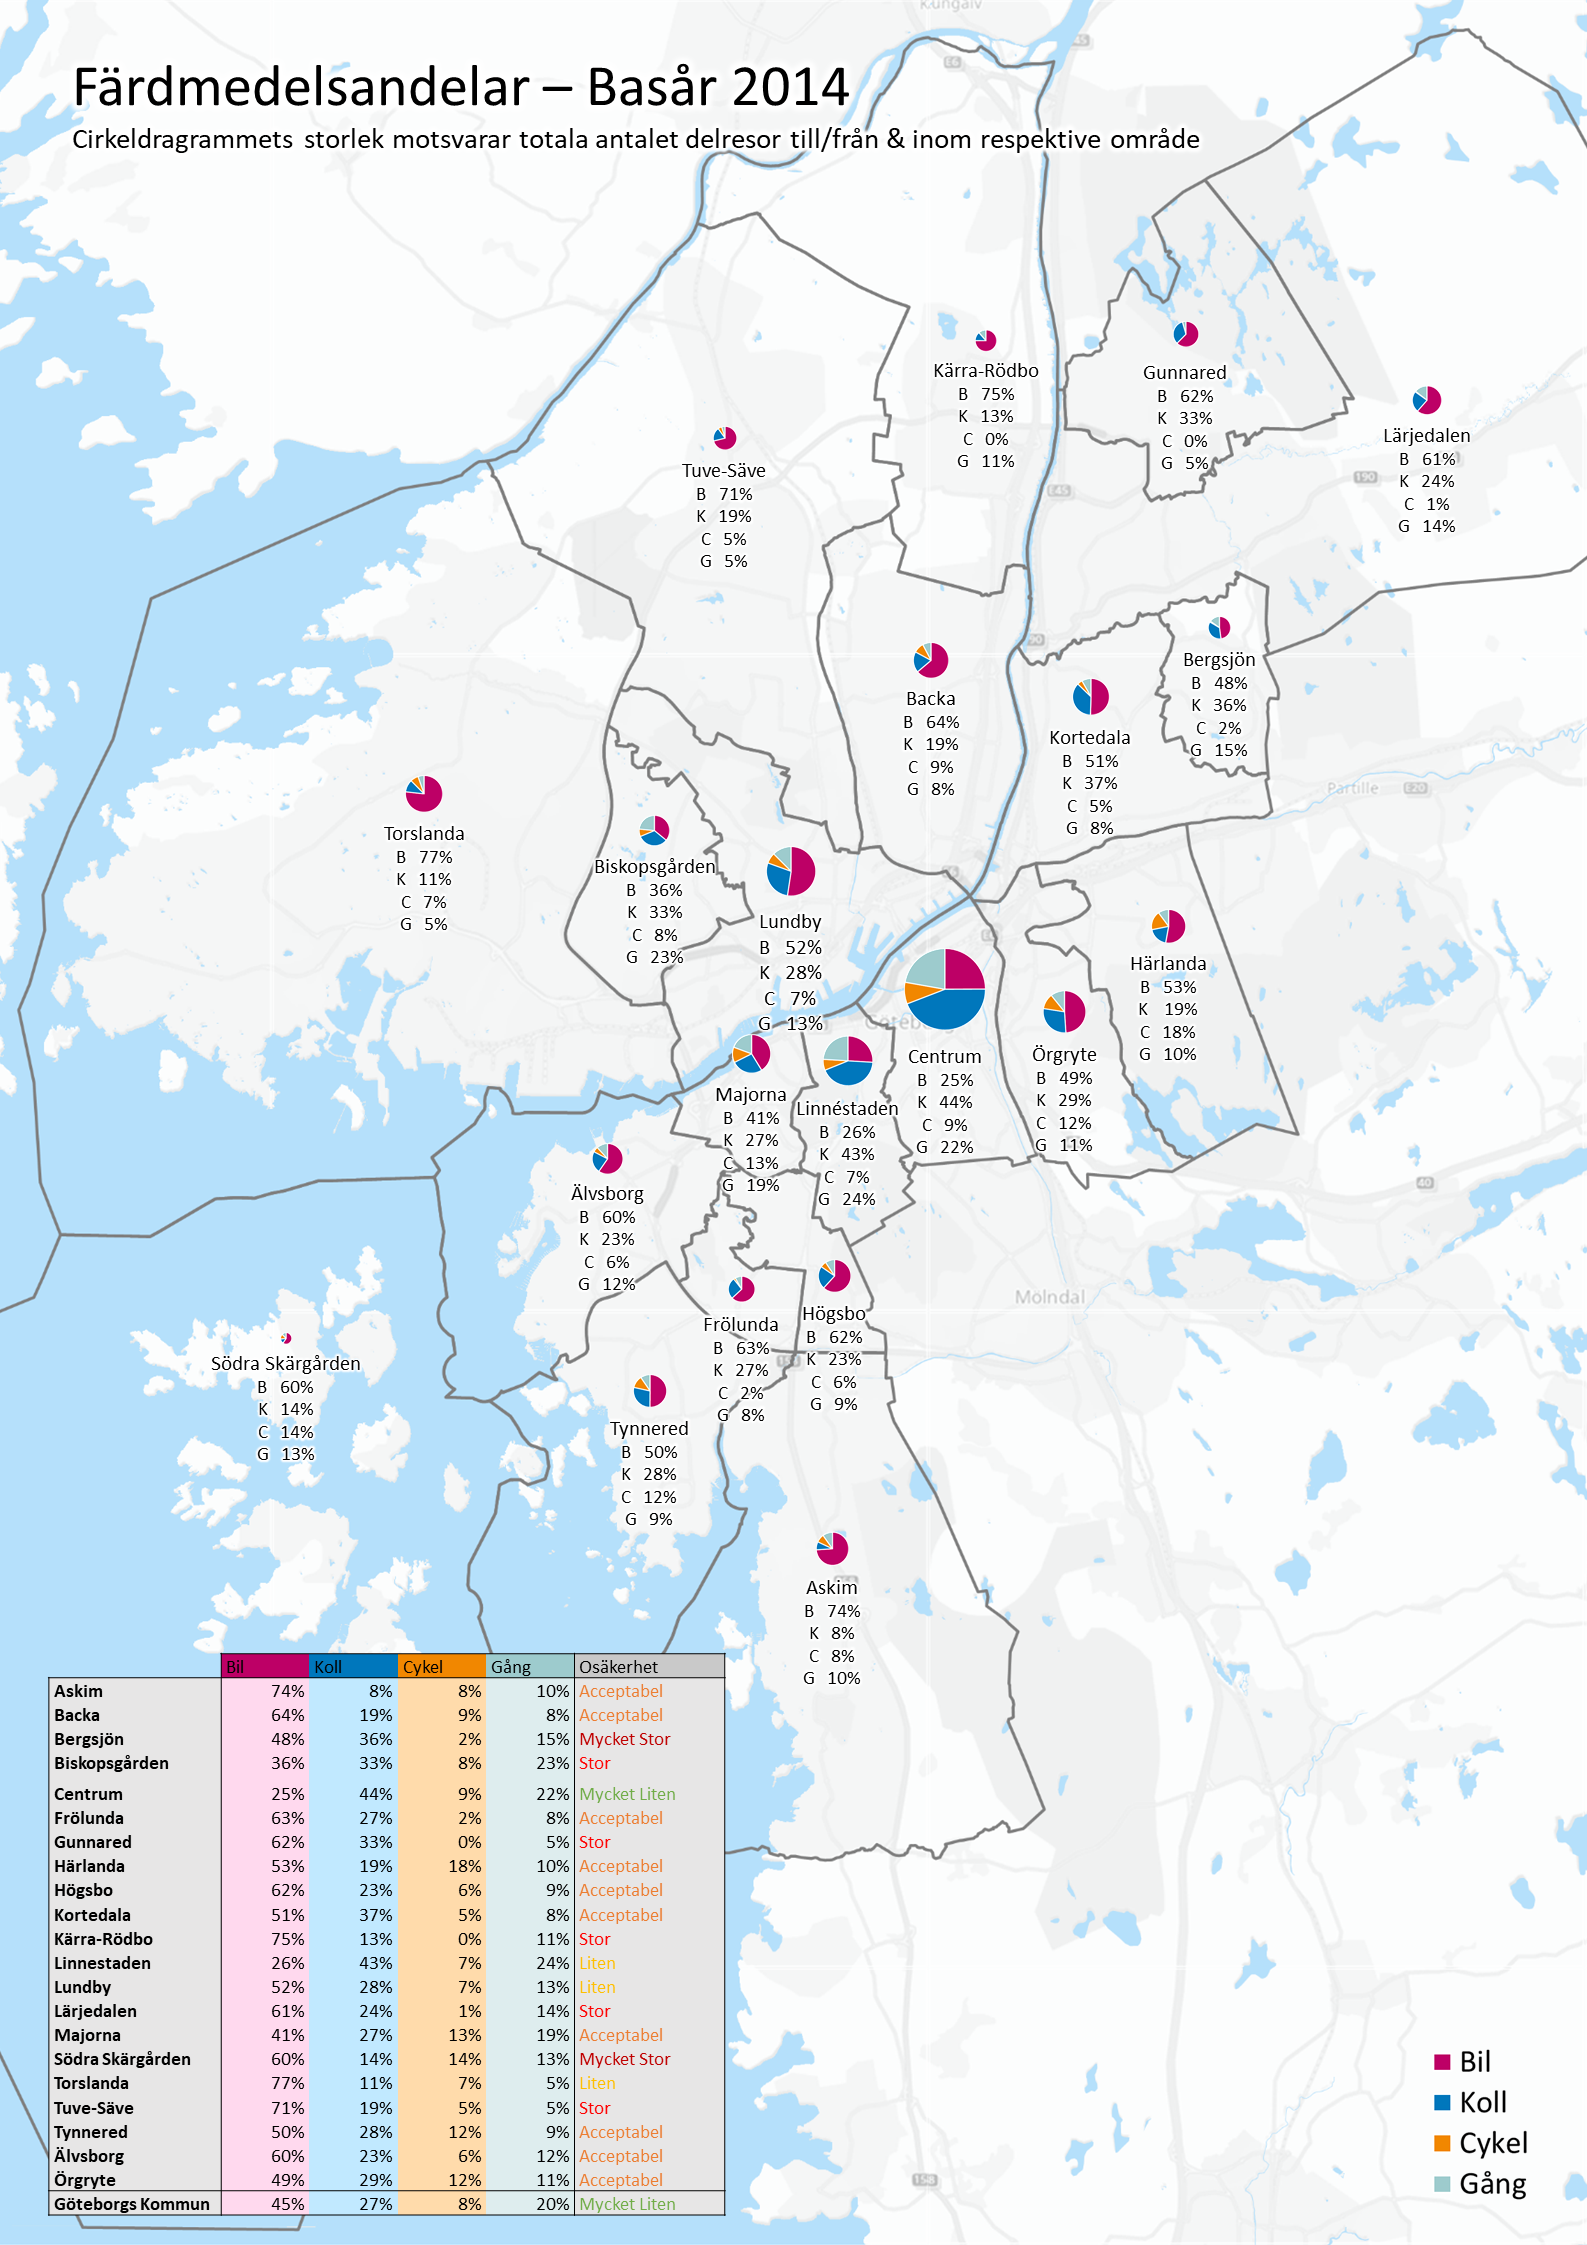 Kungälv
E6
45
Färdmedelsandelar – Basår 2014
Cirkeldragrammets storlek motsvarar totala antalet delresor till/från & inom respektive område
Kärra-Rödbo
B 75%
K 13%
C 0%
G 11%
Gunnared
B 62%
K 33%
C 0%
G 5%
Lärjedalen
B 61%
K 24%
C 1%
G 14%
190
E45
Tuve-Säve
B 71%
K 19%
C 5%
G 5%
90
Bergsjön
B 48%
K 36%
C 2%
G 15%
Backa
B 64%
K 19%
C 9%
G 8%
Kortedala
B 51%
K 37%
C 5%
G 8%
Partille
E20
Torslanda
B 77%
K 11%
C 7%
G 5%
Biskopsgården
B 36%
K 33%
C 8%
G 23%
Lundby
B 52%
K 28%
C 7%
G 13%
Härlanda
B 53%
K 19%
C 18%
G 10%
Göteborg
Centrum
B 25%
K 44%
C 9%
G 22%
Örgryte
B 49%
K 29%
C 12%
G 11%
Majorna
B 41%
K 27%
C 13%
G 19%
Linnéstaden
B 26%
K 43%
C 7%
G 24%
40
Älvsborg
B 60%
K 23%
C 6%
G 12%
Mölndal
Frölunda
B 63%
K 27%
C 2%
G 8%
Högsbo
B 62%
K 23%
C 6%
G 9%
Södra Skärgården
B 60%
K 14%
C 14%
G 13%
Tynnered
B 50%
K 28%
C 12%
G 9%
Askim
B 74%
K 8%
C 8%
G 10%
Bil Koll Cykel Gång Osäkerhet
Askim 74% 8% 8% 10% Acceptabel
Backa 64% 19% 9% 8% Acceptabel
Bergsjön 48% 36% 2% 15% Mycket Stor
Biskopsgården 36% 33% 8% 23% Stor
Centrum 25% 44% 9% 22% Mycket Liten
Frölunda 63% 27% 2% 8% Acceptabel
Gunnared 62% 33% 0% 5% Stor
Härlanda 53% 19% 18% 10% Acceptabel
Högsbo 62% 23% 6% 9% Acceptabel
Kortedala 51% 37% 5% 8% Acceptabel
Kärra-Rödbo 75% 13% 0% 11% Stor
Linnestaden 26% 43% 7% 24% Liten
Lundby 52% 28% 7% 13% Liten
Lärjedalen 61% 24% 1% 14% Stor
Majorna 41% 27% 13% 19% Acceptabel
Södra Skärgården 60% 14% 14% 13% Mycket Stor
Torslanda 77% 11% 7% 5% Liten
Tuve-Säve 71% 19% 5% 5% Stor
Tynnered 50% 28% 12% 9% Acceptabel
Älvsborg 60% 23% 6% 12% Acceptabel
Örgryte 49% 29% 12% 11% Acceptabel
Göteborgs Kommun 45% 27% 8% 20% Mycket Liten
158
Bil
Koll
Cykel
Gång